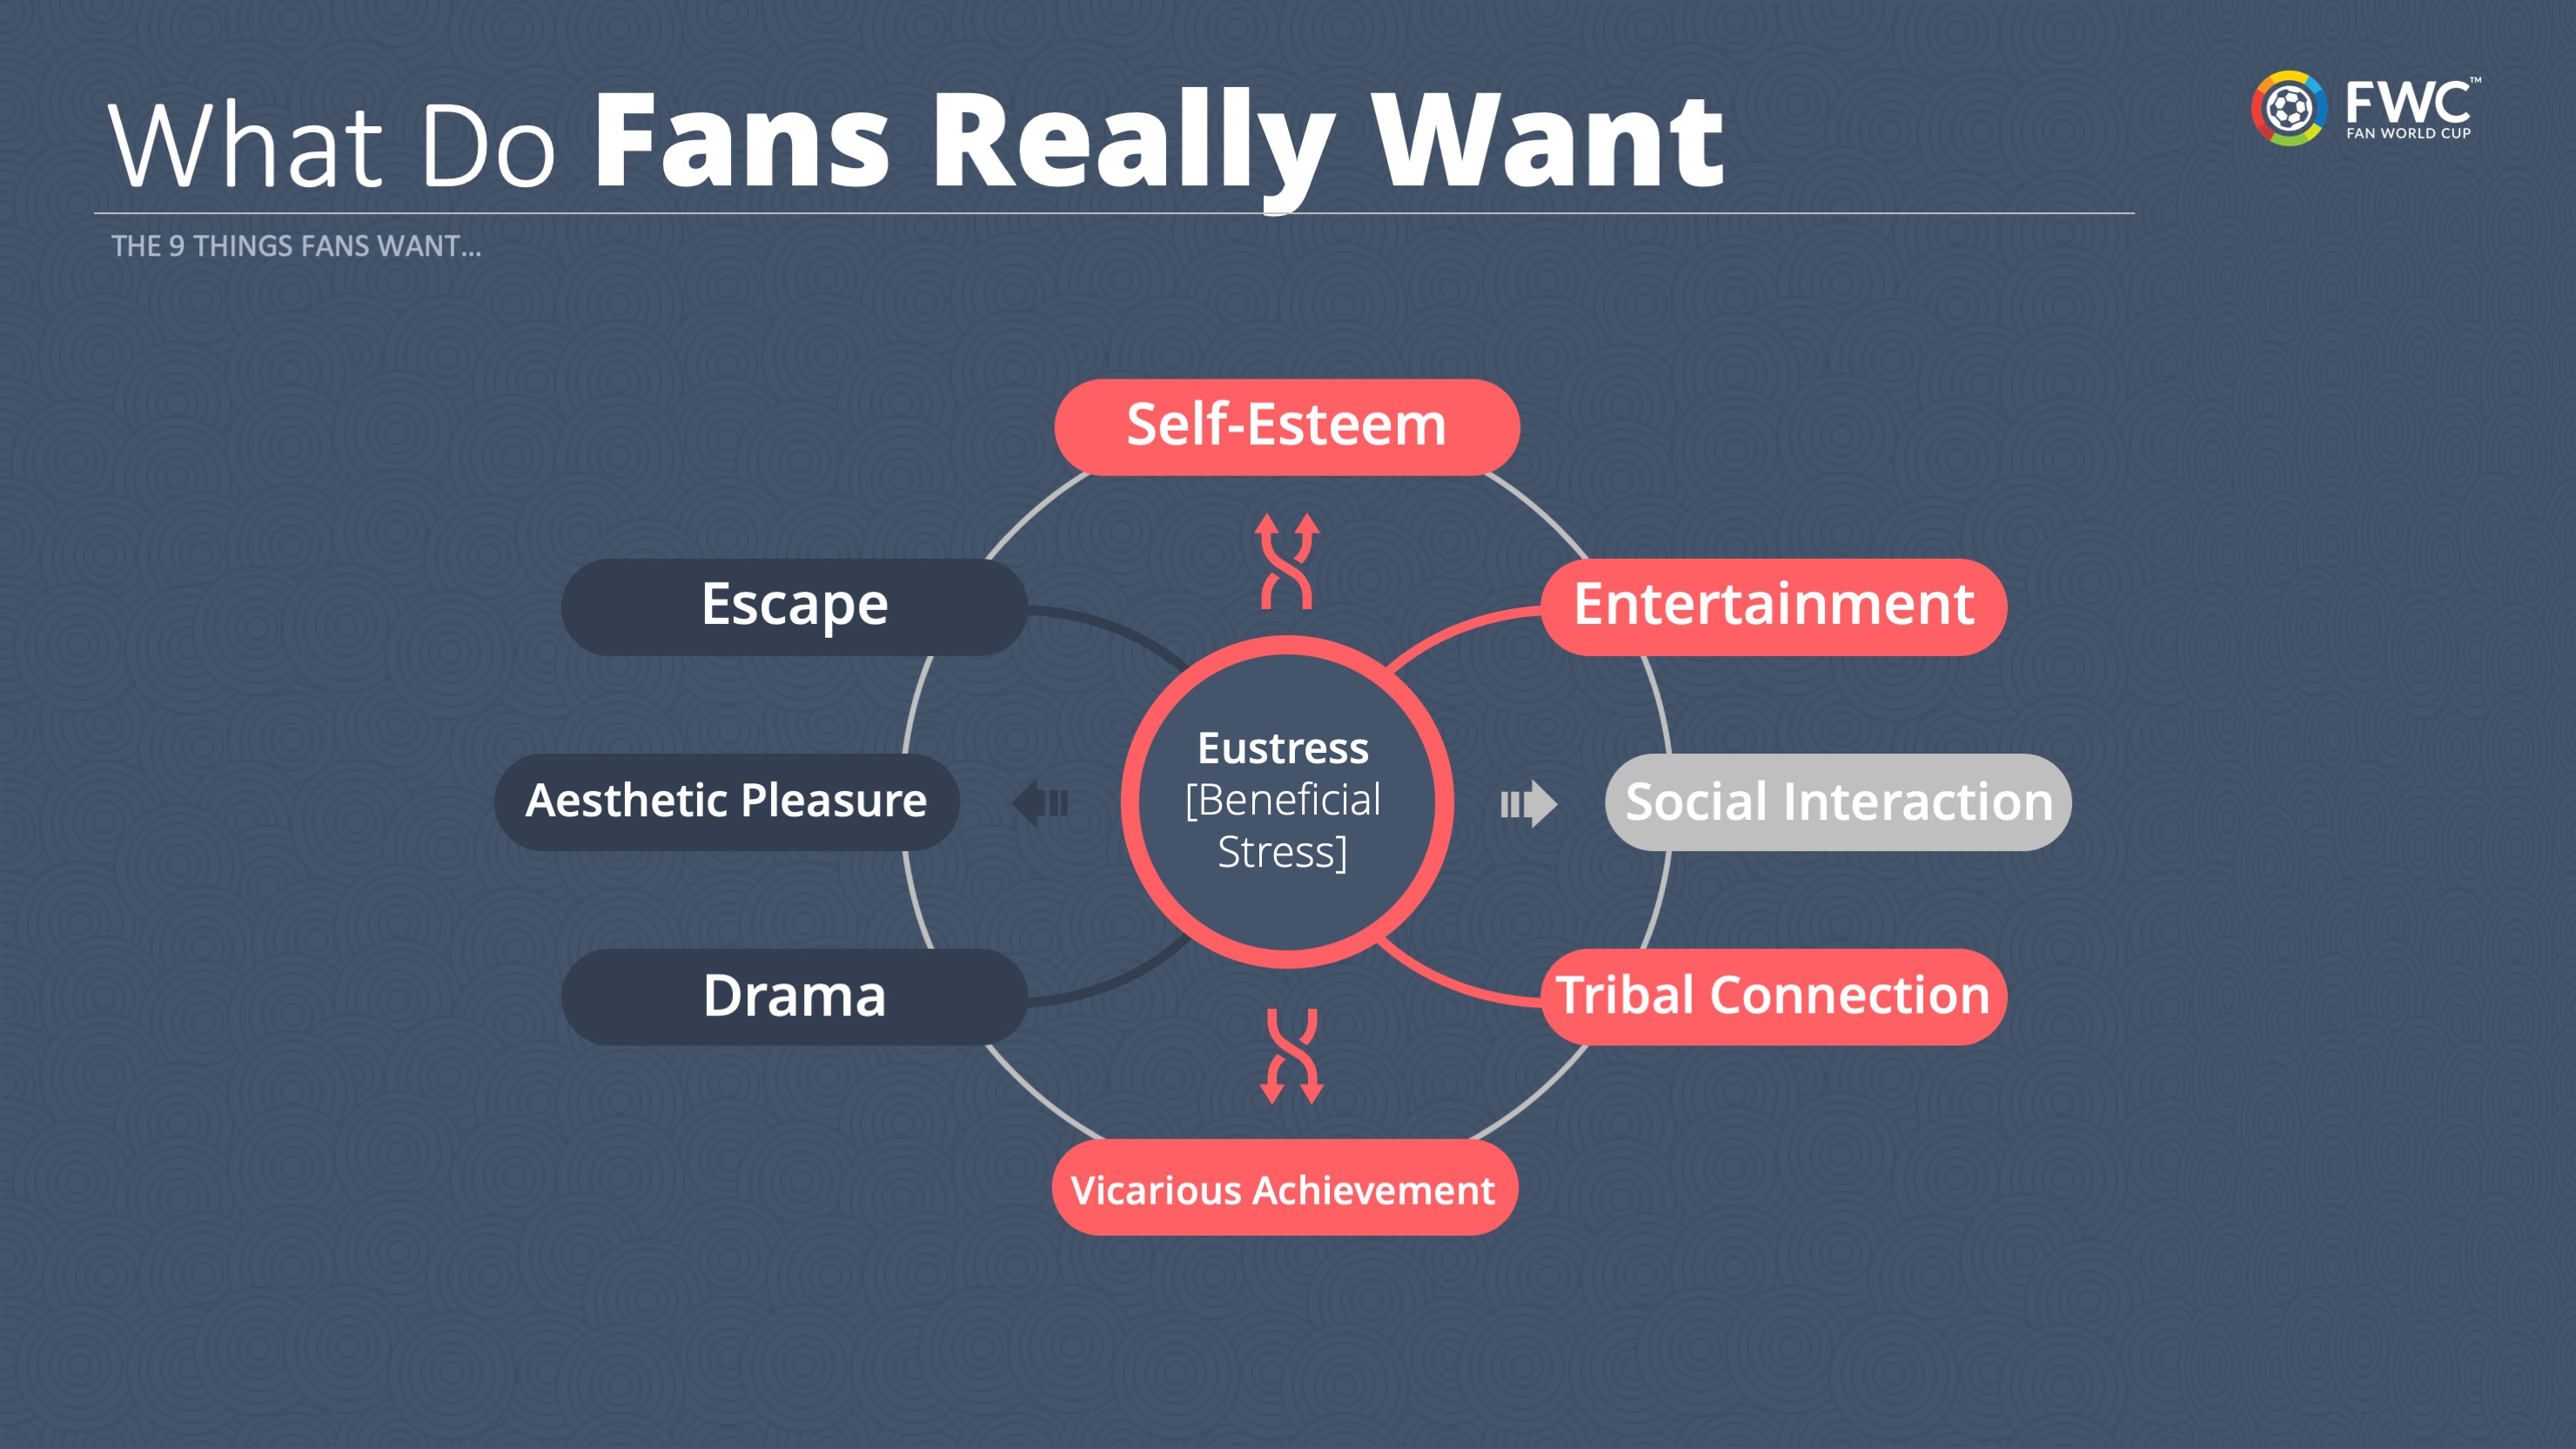 What Do Fans Really Want
FWC™
FAN WORLD CUP
THE 9 THINGS FANS WANT...
Self-Esteem
Escape
Entertainment
Eustress
[Beneficial
Stress]
Aesthetic Pleasure
Social Interaction
Drama
Tribal Connection
Vicarious Achievement